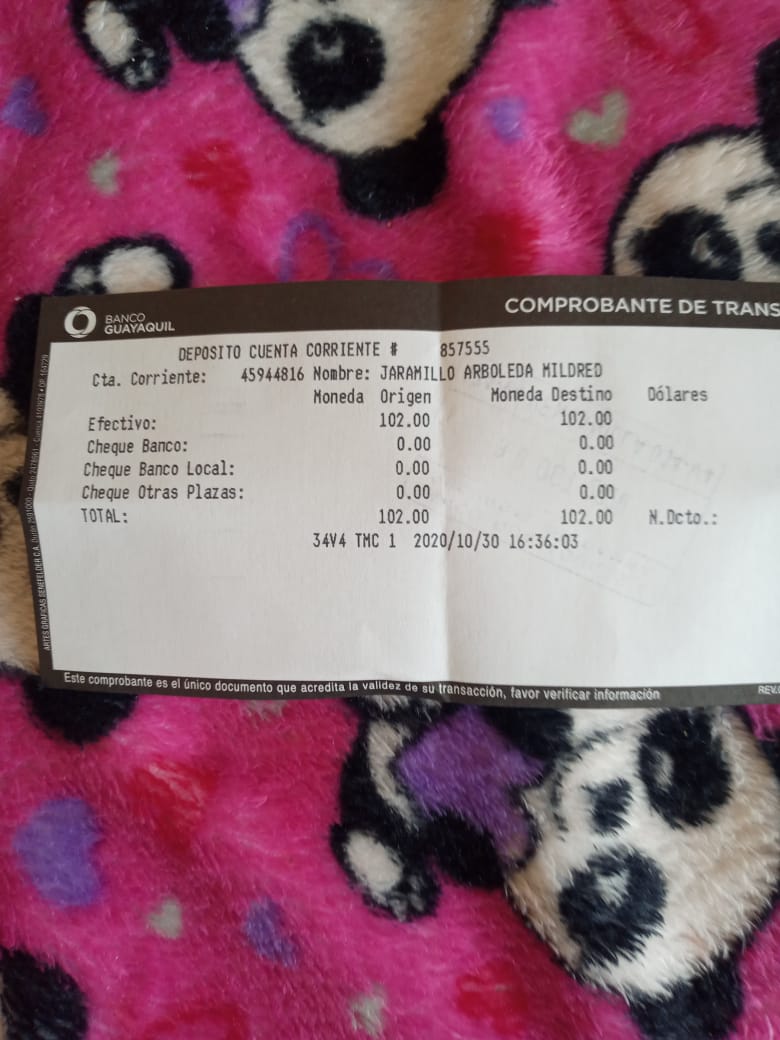 BANCO
GUAYAQUIL
COMPROBANTE DE TRANS
DEPOSITO CUENTA CORRIENTE # 857555
Cta. Corriente: 45944816 Nombre: JARAMILLO ARBOLEDA MILDRED
Moneda Origen Moneda Destino Dólares
Efectivo: 102.00 102.00
Cheque Banco: 0.00 0.00
Cheque Banco Local: 0.00 0.00
Cheque Otras Plazas: 0.00 0.00
TOTAL: 102.00 102.00 N.Dcto.:
34V4 TMC 1 2020/10/30 16:36:03
Este comprobante es el único documento que acredita la validez de su transacción, favor verificar información
ARTES GRAFICAS SENEFELDER C.A.